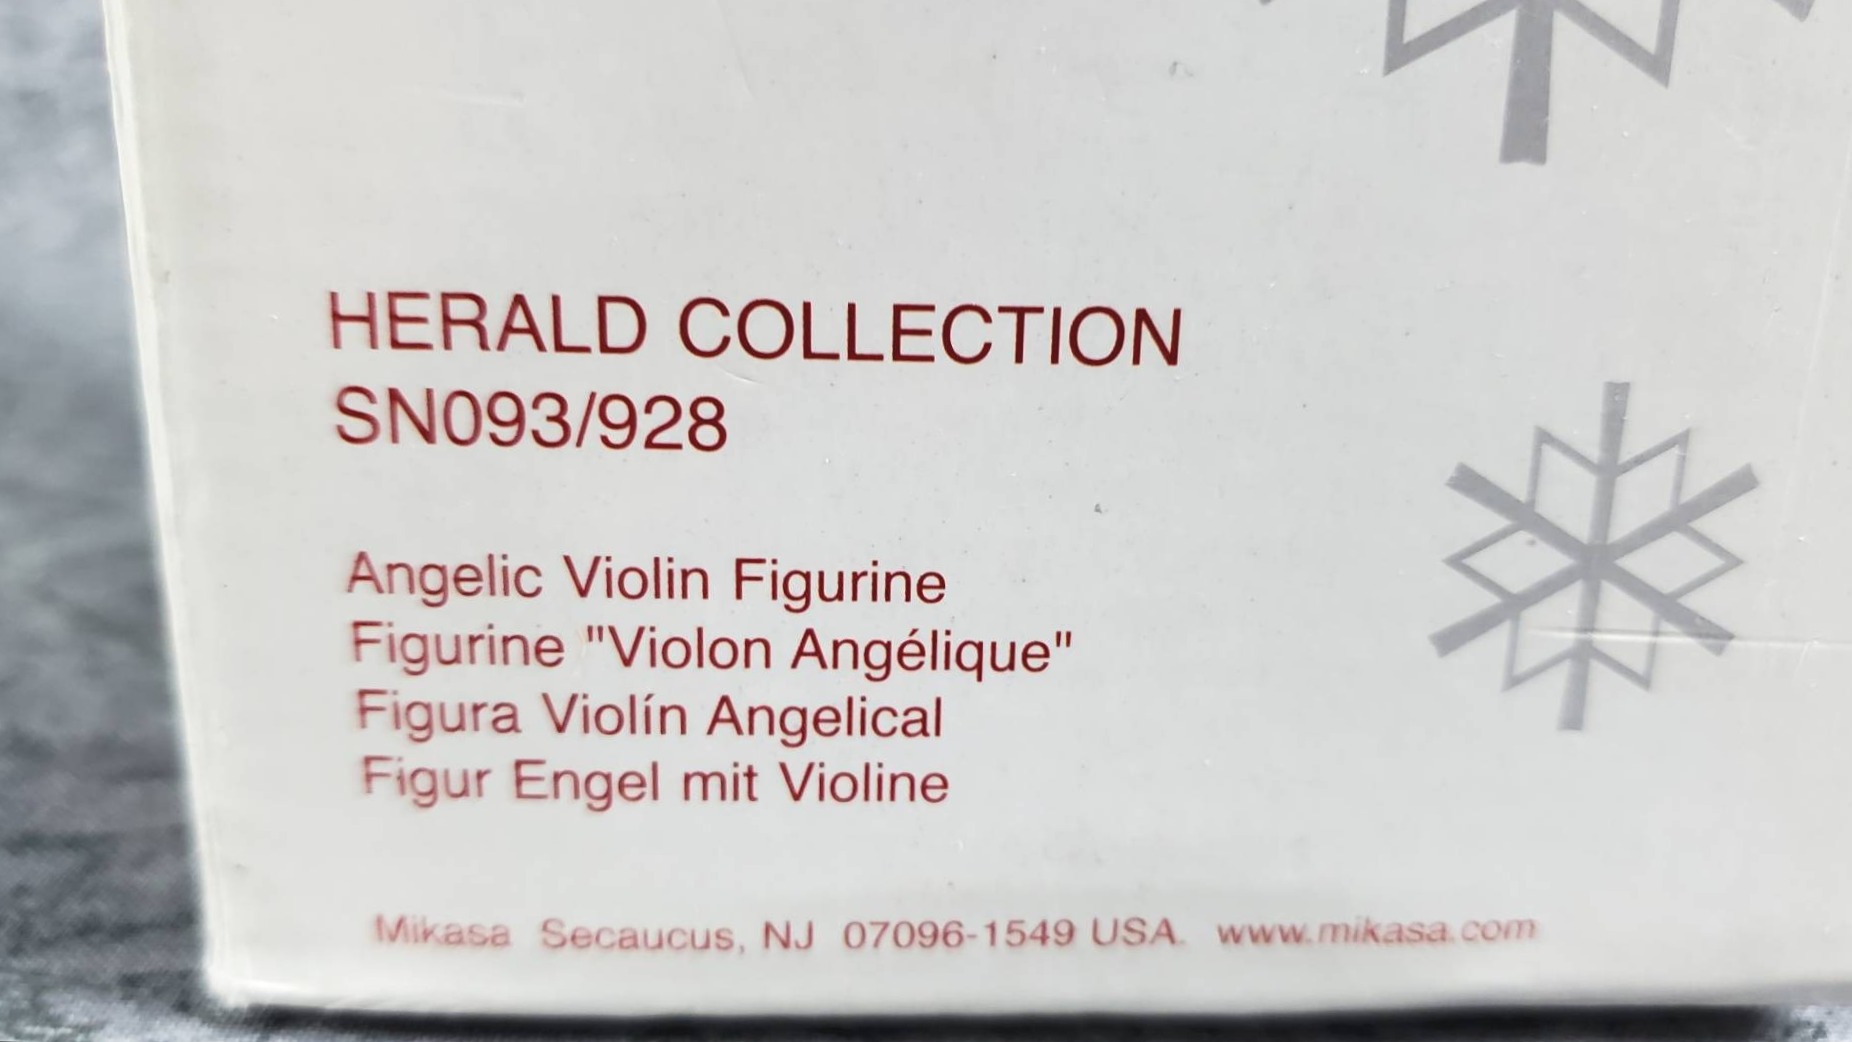 HERALD COLLECTION
SN093/928
Angelic Violin Figurine
Figurine "Violon Angélique"
Figura Violín Angelical
Figur Engel mit Violine
Mikasa Secaucus, NJ 07096-1549 USA. www.mikasa.com